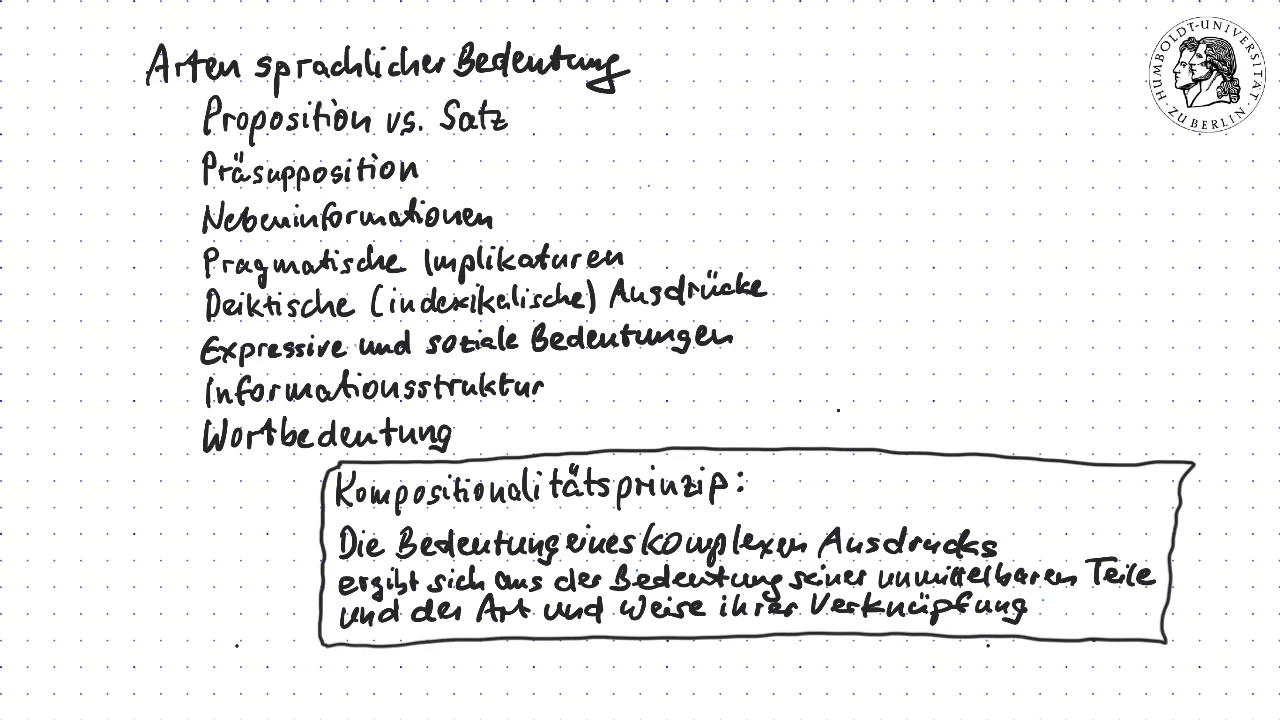 Arten sprachlicher Bedeutung
HUMBOLDT-UNIVERSITÄT · ZU BERLIN ·
Proposition vs. Satz
Präsupposition
Nebeninformationen
Pragmatische Implikaturen
Deiktische (indexikalische) Ausdrücke
Expressive und soziale Bedeutungen
Informationsstruktur
Wortbedeutung
Kompositionalitätsprinzip:
Die Bedeutung eines komplexen Ausdrucks
ergibt sich aus der Bedeutung seiner unmittelbaren Teile
und der Art und Weise ihrer Verknüpfung